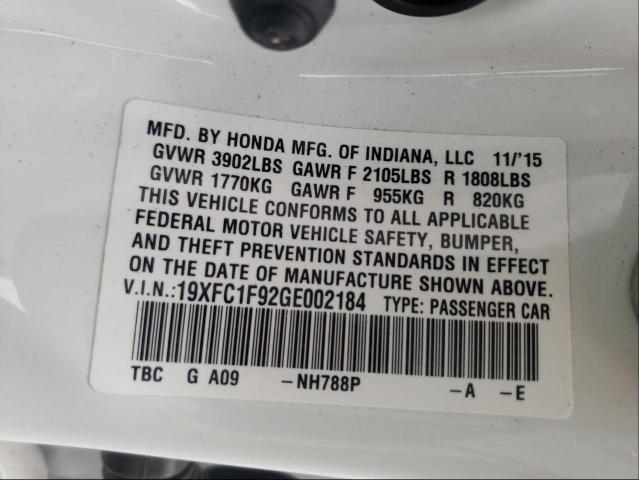 MFD. BY HONDA MFG. OF INDIANA, LLC 11/'15
GVWR 3902LBS GAWR F 2105LBS R 1808LBS
GVWR 1770KG GAWR F 955KG R 820KG
THIS VEHICLE CONFORMS TO ALL APPLICABLE
FEDERAL MOTOR VEHICLE SAFETY, BUMPER,
AND THEFT PREVENTION STANDARDS IN EFFECT
ON THE DATE OF MANUFACTURE SHOWN ABOVE.
V.I.N.:19XFC1F92GE002184 TYPE: PASSENGER CAR
TBC G A09 -NH788P -A -E